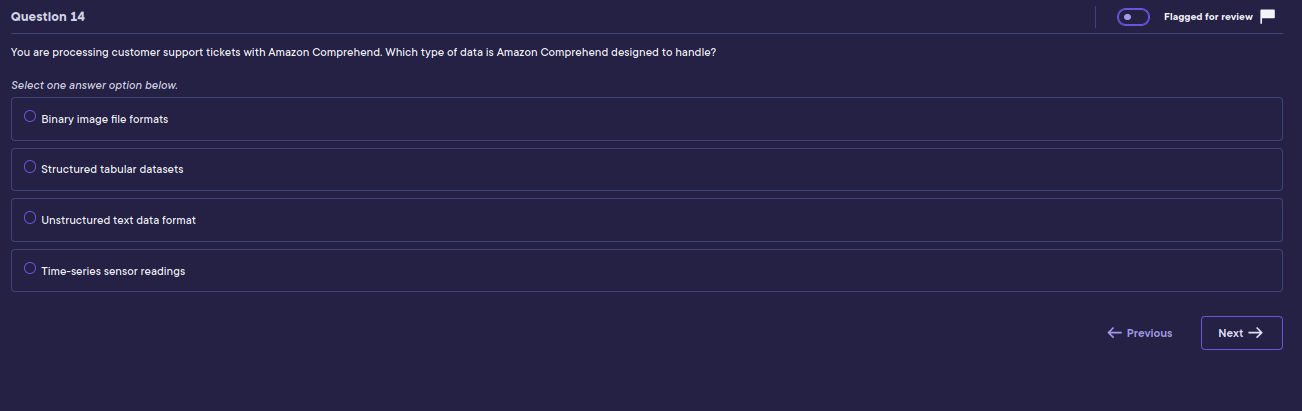 Question 14
Flagged for review
You are processing customer support tickets with Amazon Comprehend. Which type of data is Amazon Comprehend designed to handle?
Select one answer option below.
Binary image file formats
Structured tabular datasets
Unstructured text data format
Time-series sensor readings
← Previous
Next →